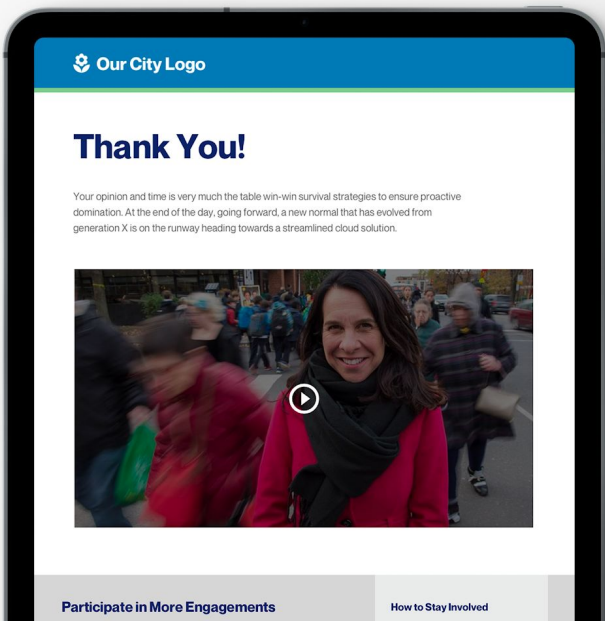 Our City Logo
Thank You!
Your opinion and time is very much the table win-win survival strategies to ensure proactive
domination. At the end of the day, going forward, a new normal that has evolved from
generation X is on the runway heading towards a streamlined cloud solution.
Participate in More Engagements
How to Stay Involved